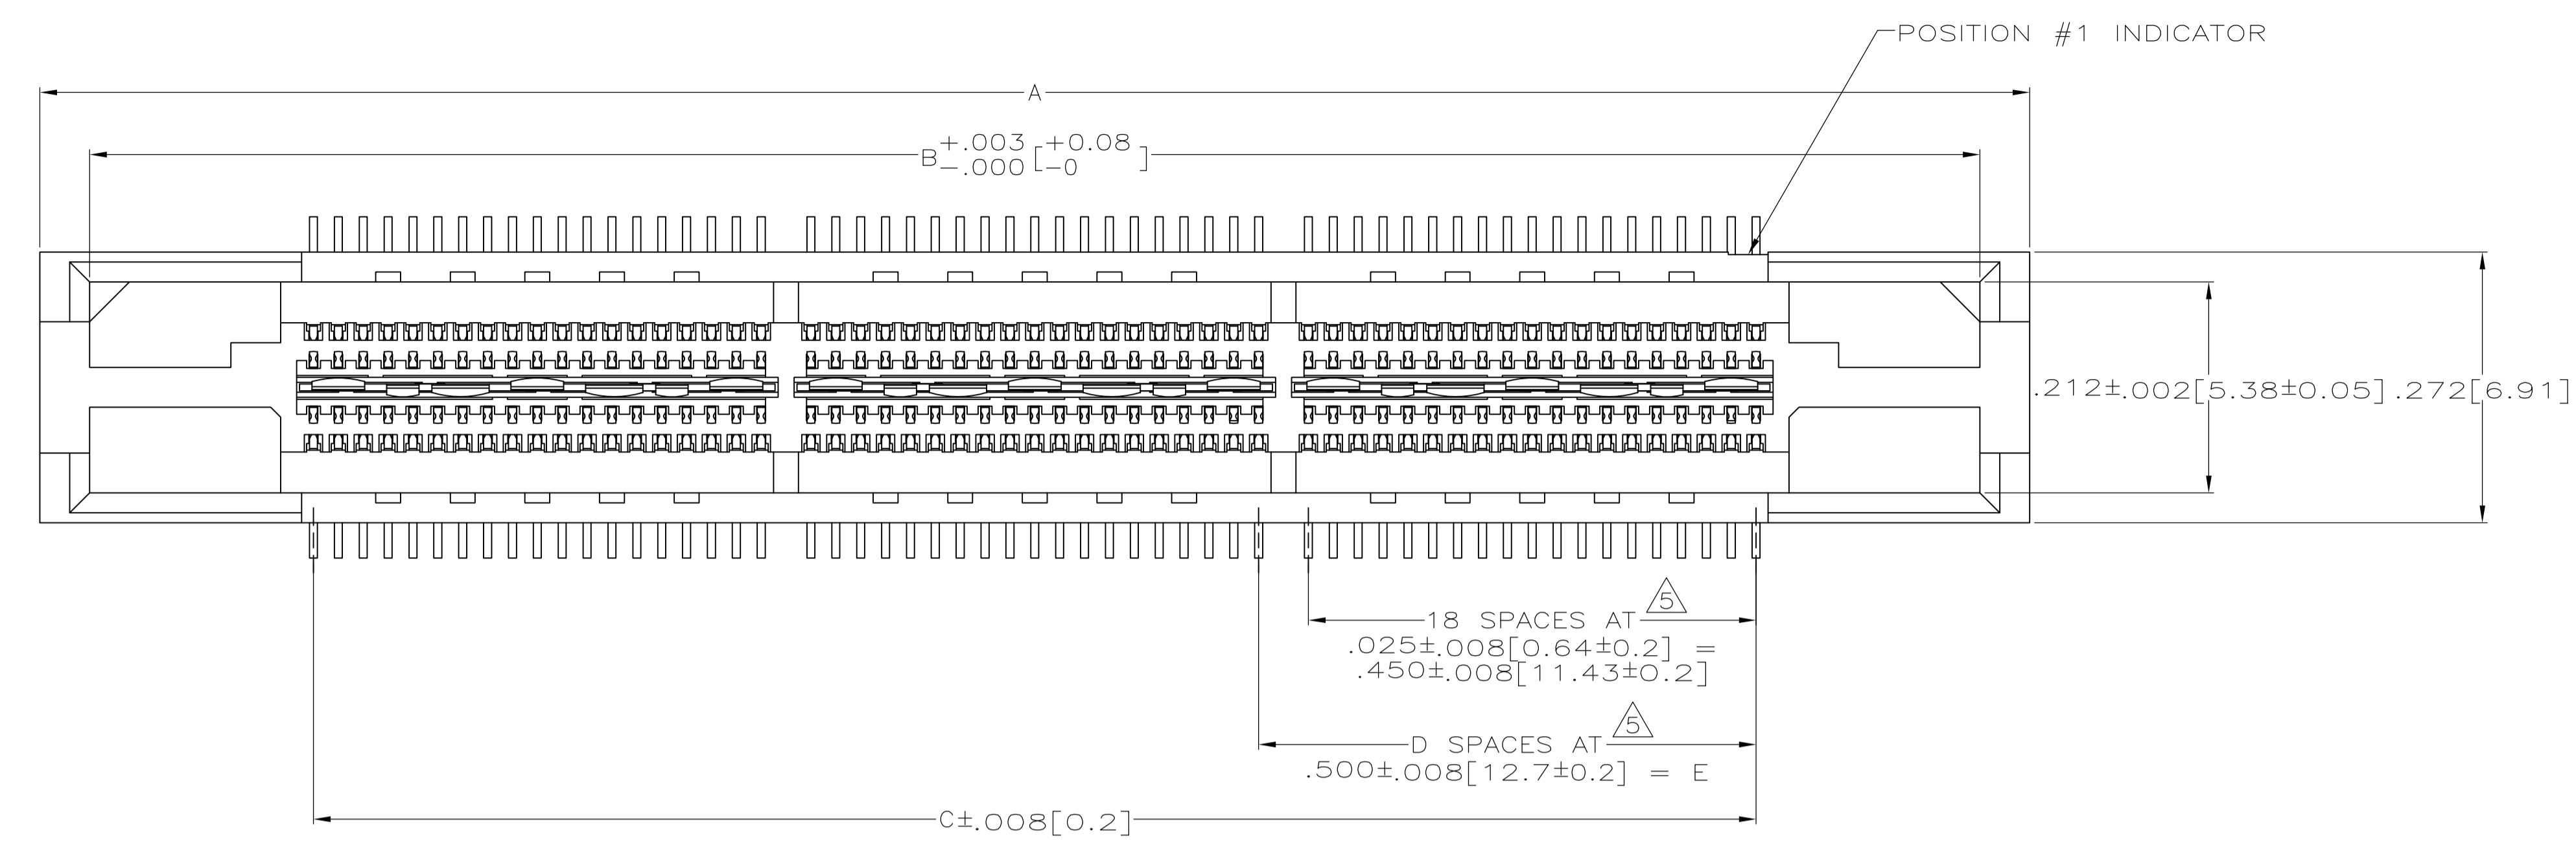 POSITION #1 INDICATOR
A
B +.003 [+0.08
-.000 [-0 ]
.212±.002[5.38±0.05]
.272[6.91]
18 SPACES AT 5
.025±.008[0.64±0.2] =
.450±.008[11.43±0.2]
D SPACES AT 5
.500±.008[12.7±0.2] = E
C±.008[0.2]